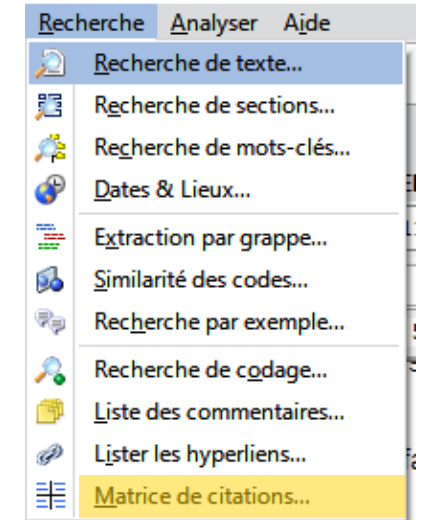 Recherche Analyser Aide
Recherche de texte...
Recherche de sections...
Recherche de mots-clés...
Dates & Lieux...
Extraction par grappe...
Similarité des codes...
Recherche par exemple...
Recherche de codage...
Liste des commentaires...
Lister les hyperliens...
Matrice de citations...